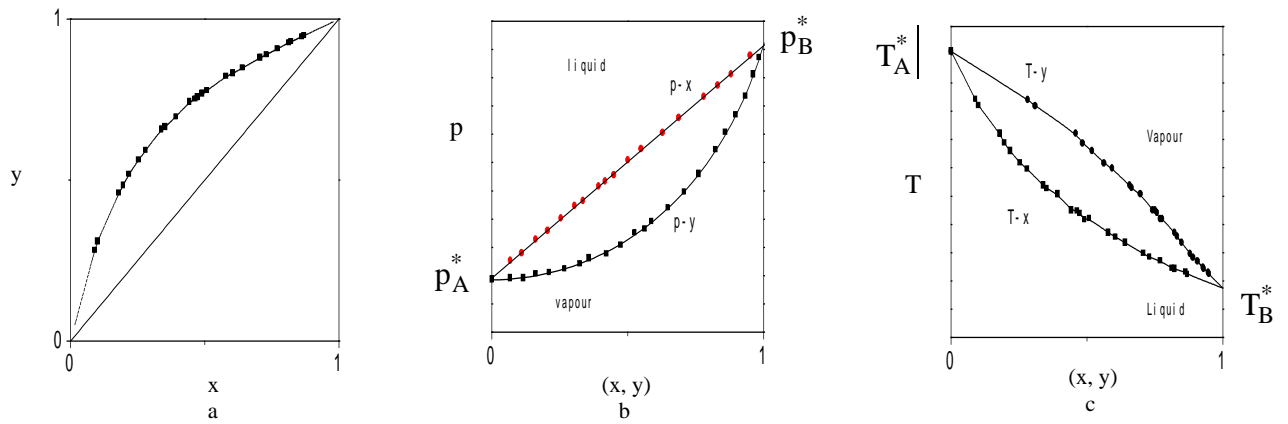 1
y
0
0
1
x
a
p*B
liquid
p-x
p
p-y
p*A
vapour
0
1
(x, y)
b
T*A
T-y
Vapour
T
T-x
Liquid
T*B
0
1
(x, y)
c